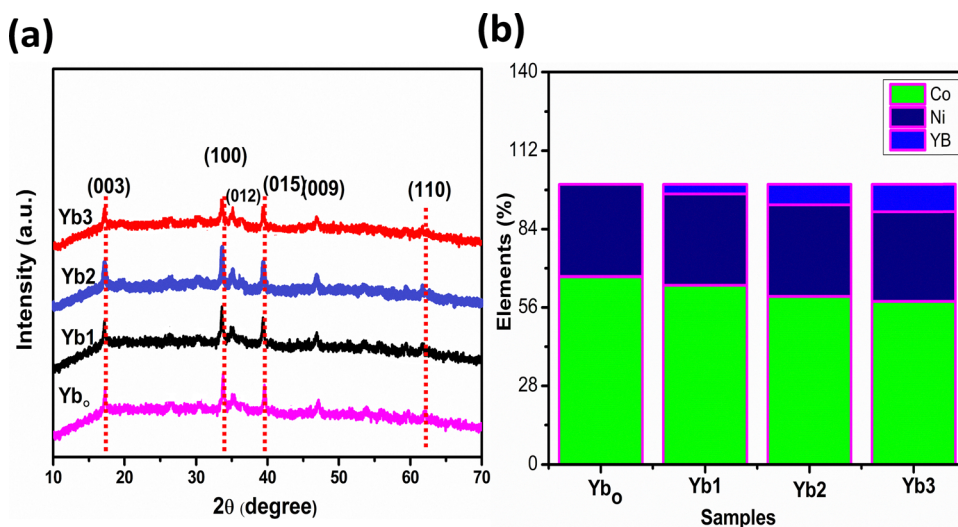 (a)
Intensity (a.u.)
(003)
(100)
(012)
(015)
(009)
(110)
Yb3
Yb2
Yb1
Ybo
10 20 30 40 50 60 70
2θ (degree)
(b)
Elements (%)
140
112
84
56
28
0
Co
Ni
YB
Ybo Yb1 Yb2 Yb3
Samples